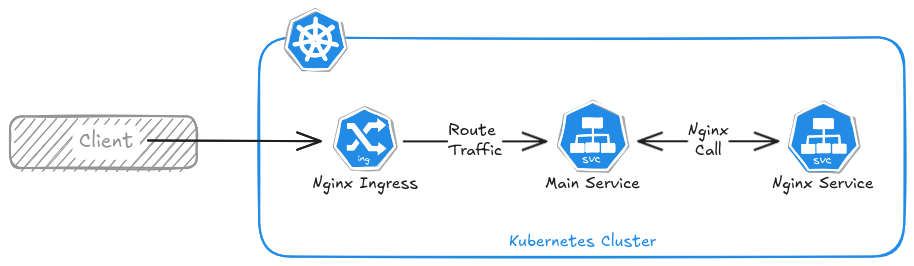 Client
Route
Traffic
Nginx
Call
ing
svc
svc
Nginx Ingress
Main Service
Nginx Service
Kubernetes Cluster